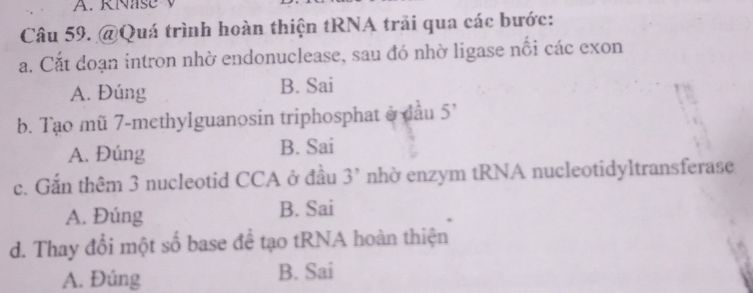 A. RNase V
Câu 59. @Quá trình hoàn thiện tRNA trải qua các bước:
a. Cắt đoạn intron nhờ endonuclease, sau đó nhờ ligase nối các exon
A. Đúng B. Sai
b. Tạo mũ 7-methylguanosin triphosphat ở đầu 5'
A. Đúng B. Sai
c. Gắn thêm 3 nucleotid CCA ở đầu 3' nhờ enzym tRNA nucleotidyltransferase
A. Đúng B. Sai
d. Thay đổi một số base để tạo tRNA hoàn thiện
A. Đúng B. Sai